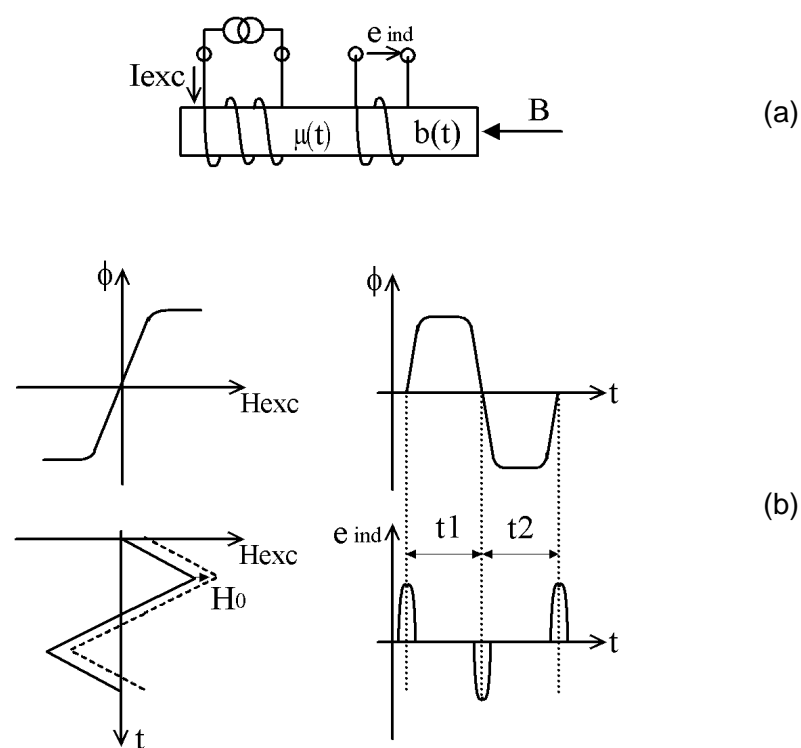 e ind
Iexc
μ(t)
b(t)
B
(a)
ϕ
Hexc
ϕ
t
Hexc
H0
t
e ind
t1
t2
t
(b)